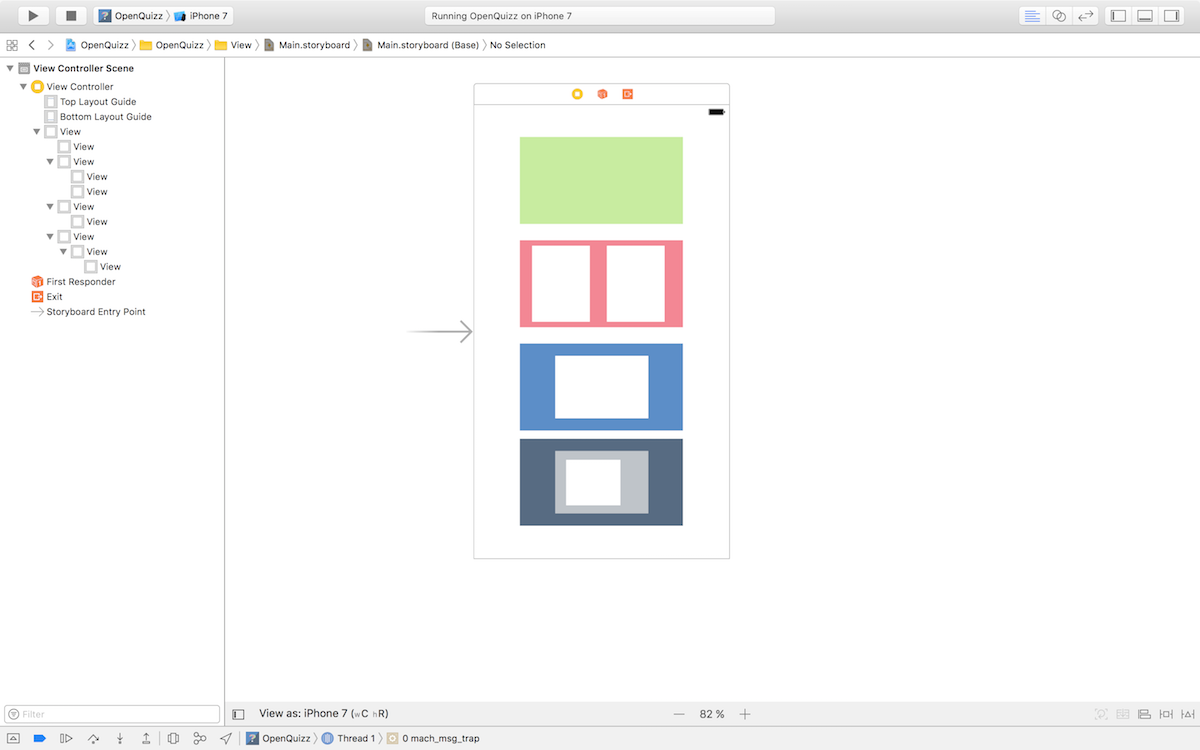 OpenQuizz iPhone 7
Running OpenQuizz on iPhone 7
OpenQuizz OpenQuizz View Main.storyboard Main.storyboard (Base) No Selection
View Controller Scene
View Controller
Top Layout Guide
Bottom Layout Guide
View
View
View
View
View
View
View
View
View
View
First Responder
Exit
Storyboard Entry Point
Filter
View as: iPhone 7 (wC hR)
82 %
OpenQuizz Thread 1 0 mach_msg_trap